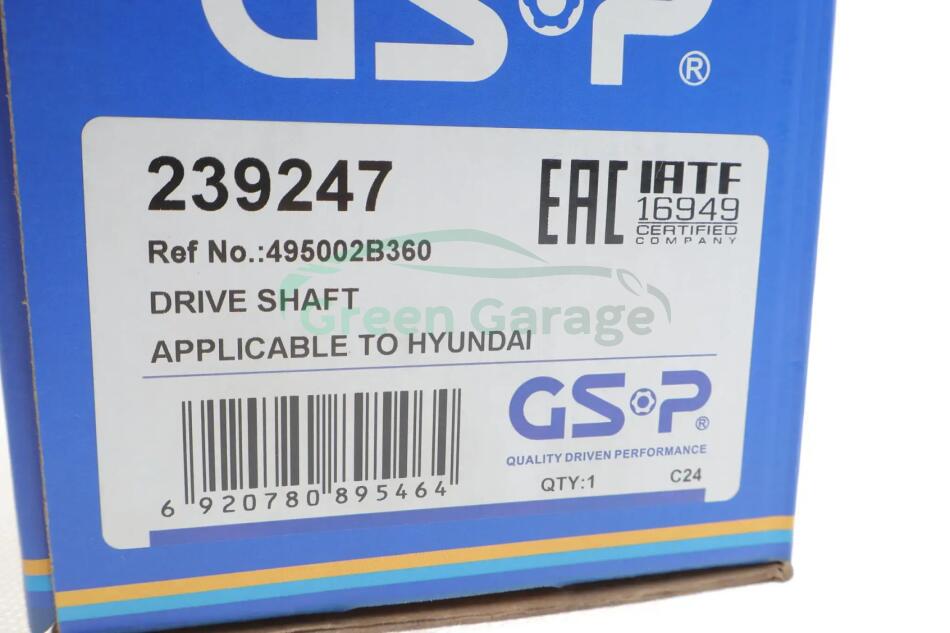 GSP®
239247
EAC IATF
16949
CERTIFIED
COMPANY
Ref No.:495002B360
DRIVE SHAFT
Green Garage
APPLICABLE TO HYUNDAI
GSP®
QUALITY DRIVEN PERFORMANCE
QTY:1 C24
6 920780 895464